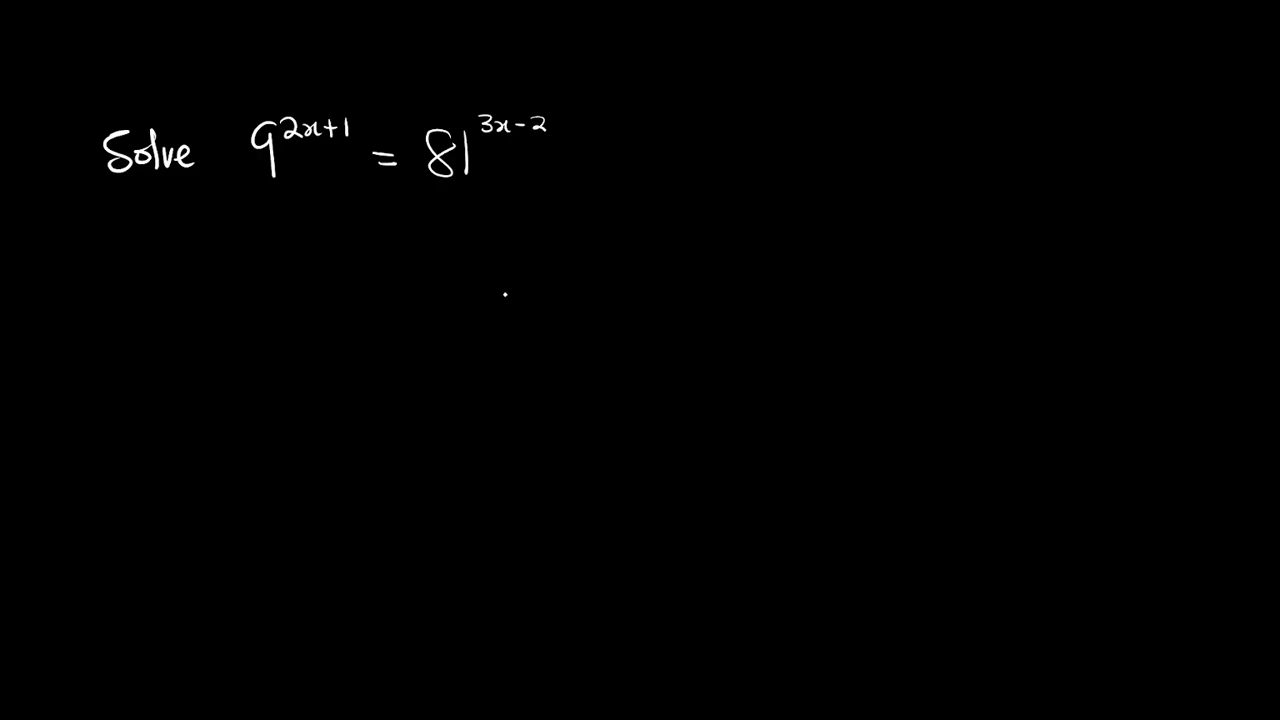 Solve 9^{2x+1} = 81^{3x-2}